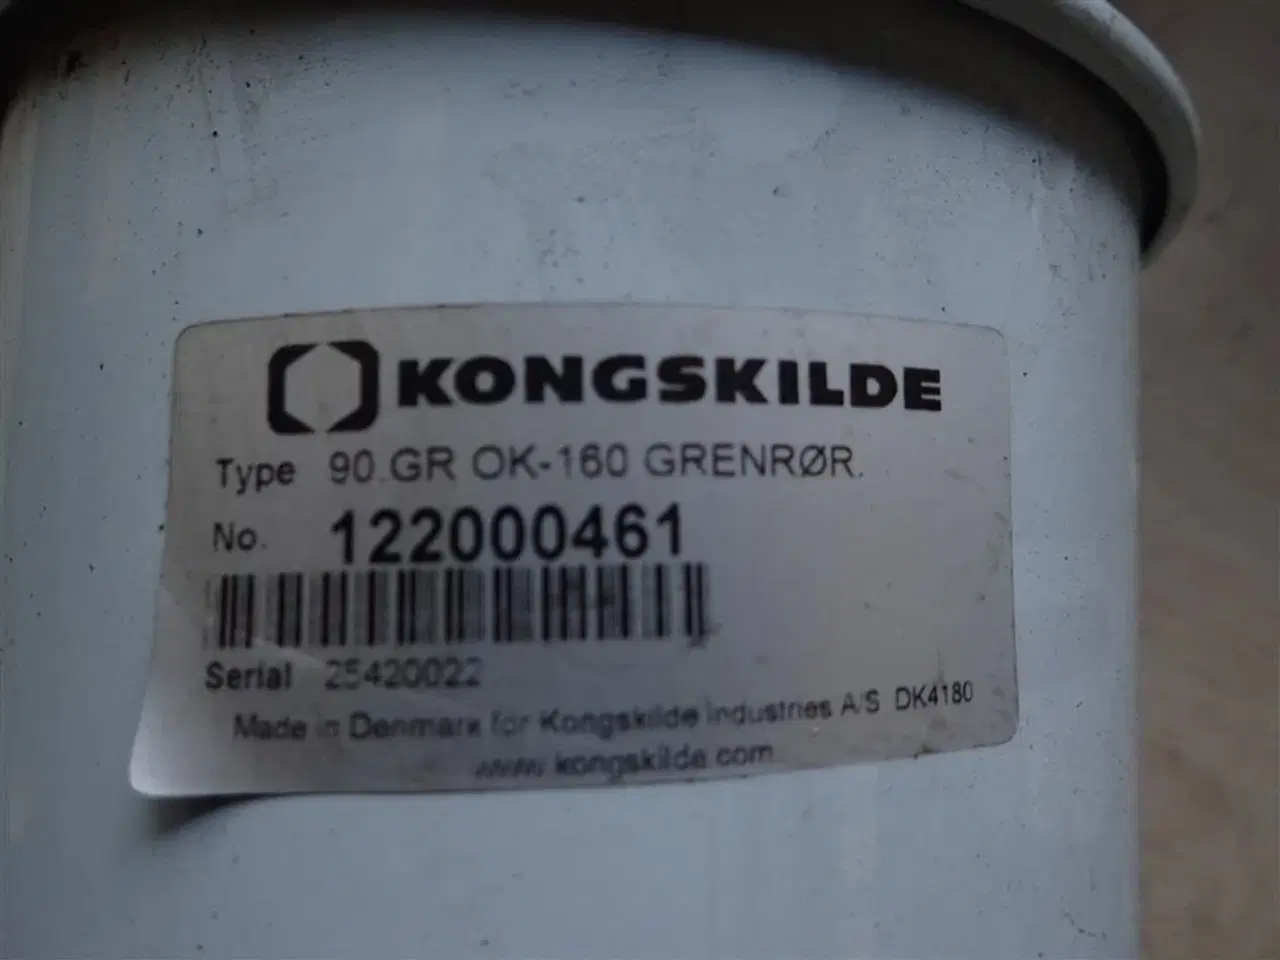 KONGSKILDE
Type 90 GR OK-160 GRENRØR.
No. 122000461
Serial 25420022
Made in Denmark for Kongskilde Industries A/S DK4180
www.kongskilde.com